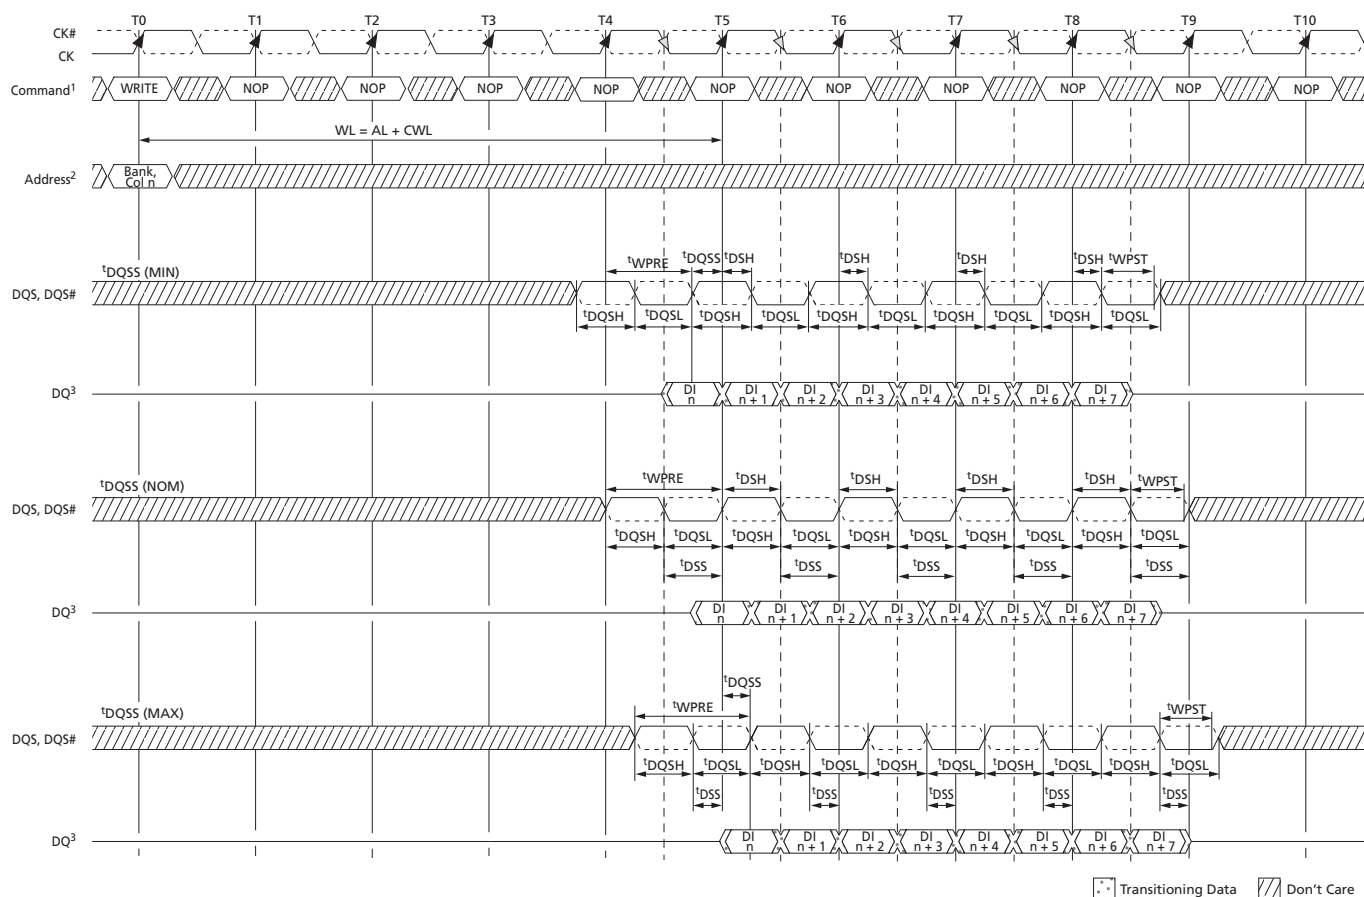 T0 T1 T2 T3 T4 T5 T6 T7 T8 T9 T10
CK#
CK
Command1 WRITE NOP NOP NOP NOP NOP NOP NOP NOP NOP NOP
WL = AL + CWL
Address2 Bank, Col n
tDQSS (MIN) tWPRE tDQSS tDSH tDSH tDSH tDSH tWPST
DQS, DQS#
tDQSH tDQSL tDQSH tDQSL tDQSH tDQSL tDQSH tDQSL tDQSH tDQSL
DQ3 DI n DI n + 1 DI n + 2 DI n + 3 DI n + 4 DI n + 5 DI n + 6 DI n + 7
tDQSS (NOM) tWPRE tDSH tDSH tDSH tDSH tWPST
DQS, DQS#
tDQSH tDQSL tDQSH tDQSL tDQSH tDQSL tDQSH tDQSL tDQSH tDQSL
tDSS tDSS tDSS tDSS tDSS
DQ3 DI n DI n + 1 DI n + 2 DI n + 3 DI n + 4 DI n + 5 DI n + 6 DI n + 7
tDQSS
tDQSS (MAX) tWPRE tWPST
DQS, DQS#
tDQSH tDQSL tDQSH tDQSL tDQSH tDQSL tDQSH tDQSL tDQSH tDQSL
tDSS tDSS tDSS tDSS tDSS
DQ3 DI n DI n + 1 DI n + 2 DI n + 3 DI n + 4 DI n + 5 DI n + 6 DI n + 7
Transitioning Data Don't Care